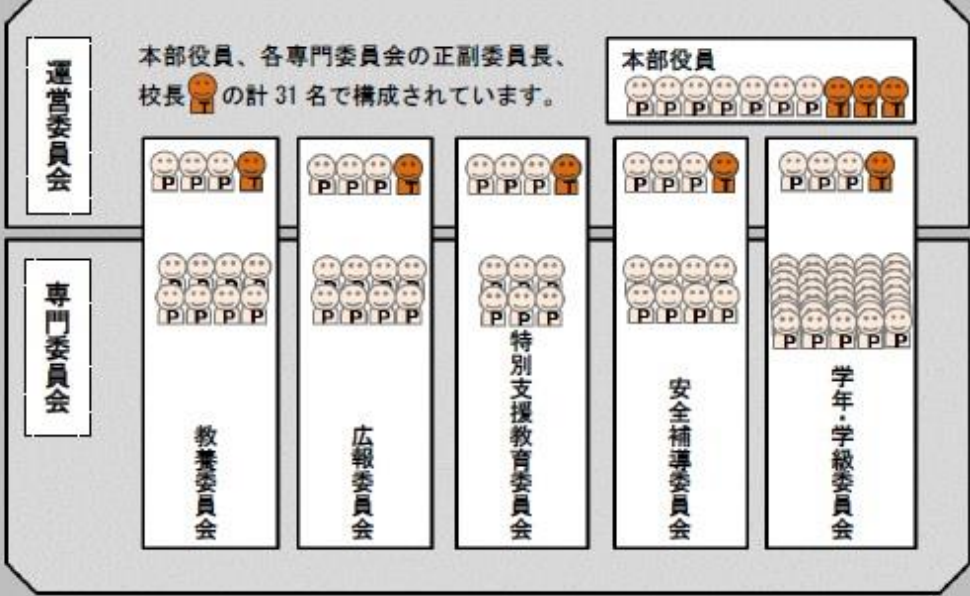 運営委員会
本部役員、各専門委員会の正副委員長、
校長 T の計 31 名で構成されています。
本部役員
P P P P P P P T T T
P P P T
P P P T
P P P T
P P P T
P P P T
専門委員会
P P P P
P P P P
P P P
P P P P
P P P P P
教養委員会
広報委員会
特別支援教育委員会
安全補導委員会
学年・学級委員会